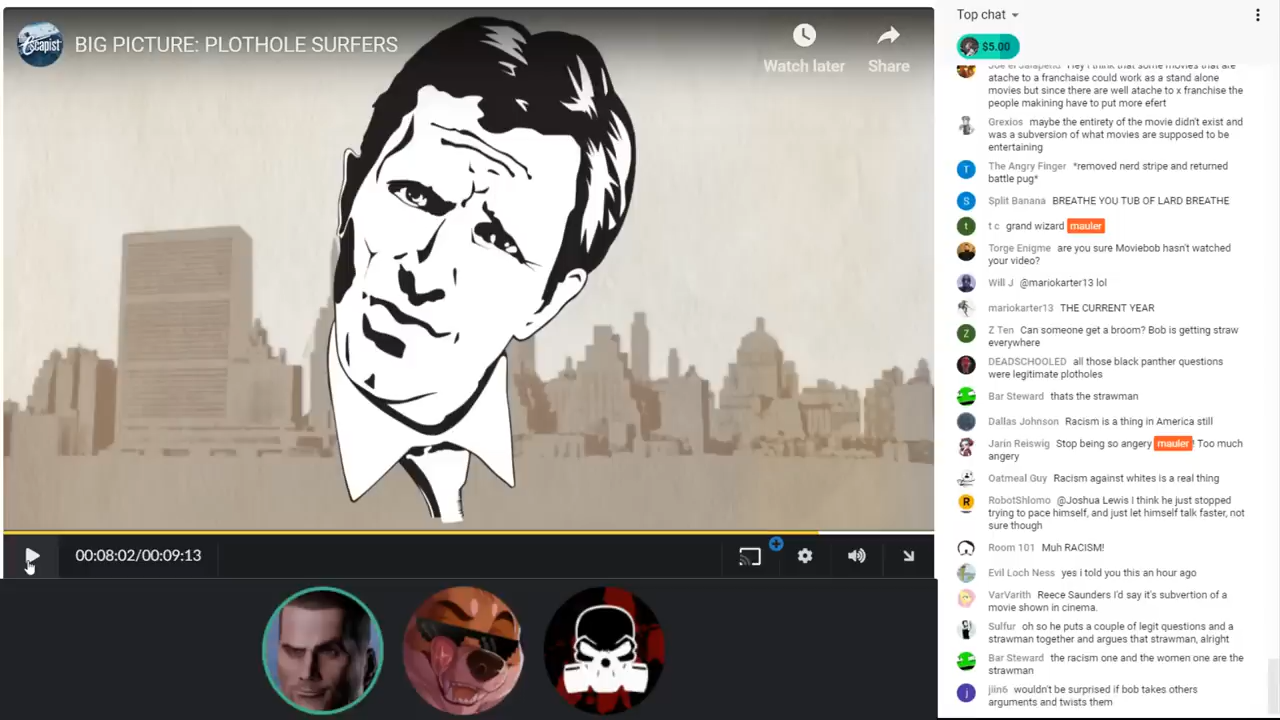 Escapist
BIG PICTURE: PLOTHOLE SURFERS
Watch later
Share
00:08:02/00:09:13
Top chat
$5.00
Hey I think that some movies that are
atache to a franchaise could work as a stand alone
movies but since there are well atache to x franchise the
people makining have to put more efert
Grexios maybe the entirety of the movie didn't exist and
was a subversion of what movies are supposed to be
entertaining
The Angry Finger *removed nerd stripe and returned
battle pug*
Split Banana BREATHE YOU TUB OF LARD BREATHE
t c grand wizard mauler
Torge Enigme are you sure Moviebob hasn't watched
your video?
Will J @mariokarter13 lol
mariokarter13 THE CURRENT YEAR
Z Ten Can someone get a broom? Bob is getting straw
everywhere
DEADSCHOOLED all those black panther questions
were legitimate plotholes
Bar Steward thats the strawman
Dallas Johnson Racism is a thing in America still
Jarin Reiswig Stop being so angry mauler! Too much
angery
Oatmeal Guy Racism against whites is a real thing
RobotShlomo @Joshua Lewis I think he just stopped
trying to pace himself, and just let himself talk faster, not
sure though
Room 101 Muh RACISM!
Evil Loch Ness yes i told you this an hour ago
VarVarith Reece Saunders I'd say it's subvertion of a
movie shown in cinema.
Sulfur oh so he puts a couple of legit questions and a
strawman together and argues that strawman, alright
Bar Steward the racism one and the women one are the
strawman
jiin6 wouldn't be surprised if bob takes others
arguments and twists them